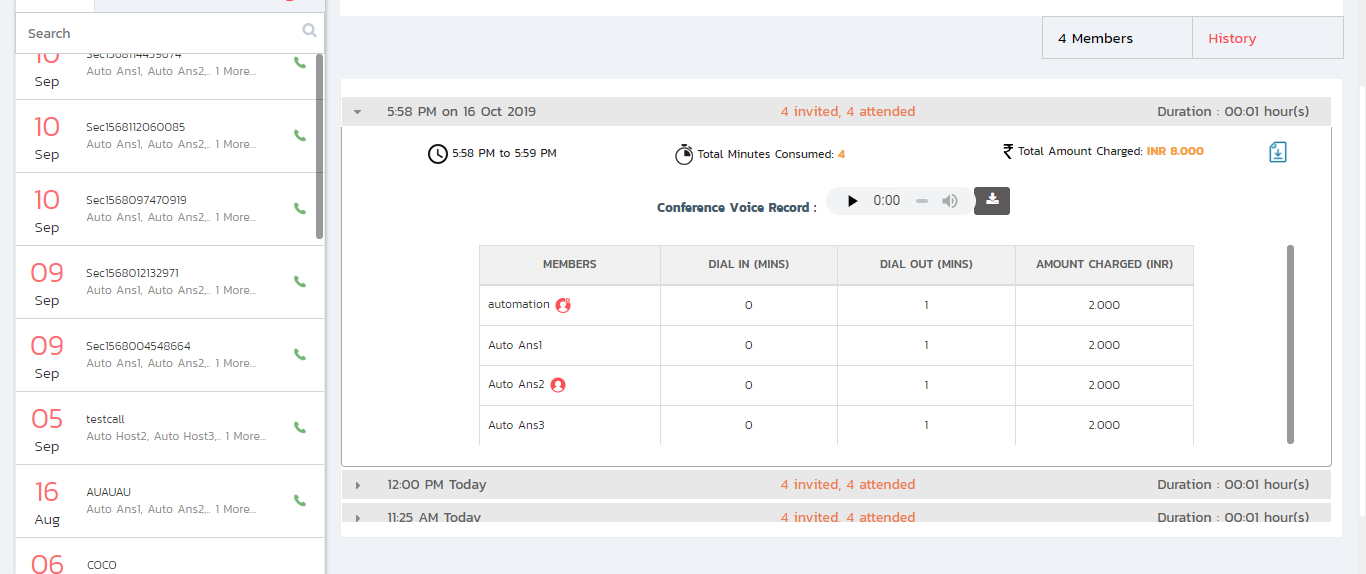 Search
10
Sep
Auto Ans1, Auto Ans2,.. 1 More...
10
Sep
Sec1568112060085
Auto Ans1, Auto Ans2,.. 1 More...
10
Sep
Sec1568097470919
Auto Ans1, Auto Ans2,.. 1 More...
09
Sep
Sec1568012132971
Auto Ans1, Auto Ans2,.. 1 More...
09
Sep
Sec1568004548664
Auto Ans1, Auto Ans2,.. 1 More...
05
Sep
testcall
Auto Host2, Auto Host3,.. 1 More...
16
Aug
AUAUAU
Auto Ans1, Auto Ans2,.. 1 More...
06
COCO
4 Members History
5:58 PM on 16 Oct 2019 4 invited, 4 attended Duration : 00:01 hour(s)
5:58 PM to 5:59 PM Total Minutes Consumed: 4 ₹ Total Amount Charged: INR 8.000
Conference Voice Record : 0:00
MEMBERS DIAL IN (MINS) DIAL OUT (MINS) AMOUNT CHARGED (INR)
automation 0 1 2.000
Auto Ans1 0 1 2.000
Auto Ans2 0 1 2.000
Auto Ans3 0 1 2.000
12:00 PM Today 4 invited, 4 attended Duration : 00:01 hour(s)
11:25 AM Today 4 invited, 4 attended Duration : 00:01 hour(s)